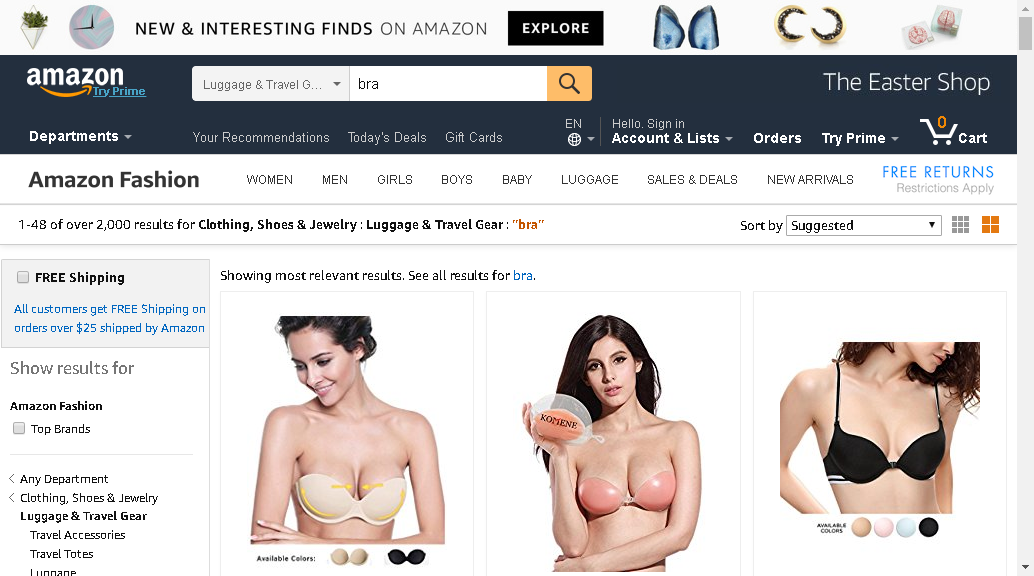 NEW & INTERESTING FINDS ON AMAZON EXPLORE
amazon
Try Prime
Luggage & Travel G...
bra
The Easter Shop
Departments
Your Recommendations
Today's Deals
Gift Cards
EN
Hello. Sign in
Account & Lists
Orders
Try Prime
0
Cart
Amazon Fashion
WOMEN
MEN
GIRLS
BOYS
BABY
LUGGAGE
SALES & DEALS
NEW ARRIVALS
FREE RETURNS
Restrictions Apply
1-48 of over 2,000 results for Clothing, Shoes & Jewelry : Luggage & Travel Gear : "bra"
Sort by Suggested
FREE Shipping
All customers get FREE Shipping on
orders over $25 shipped by Amazon
Show results for
Amazon Fashion
Top Brands
Any Department
Clothing, Shoes & Jewelry
Luggage & Travel Gear
Travel Accessories
Travel Totes
Luggage
Showing most relevant results. See all results for bra.
Available Colors:
KOMENE
AVAILABLE
COLORS